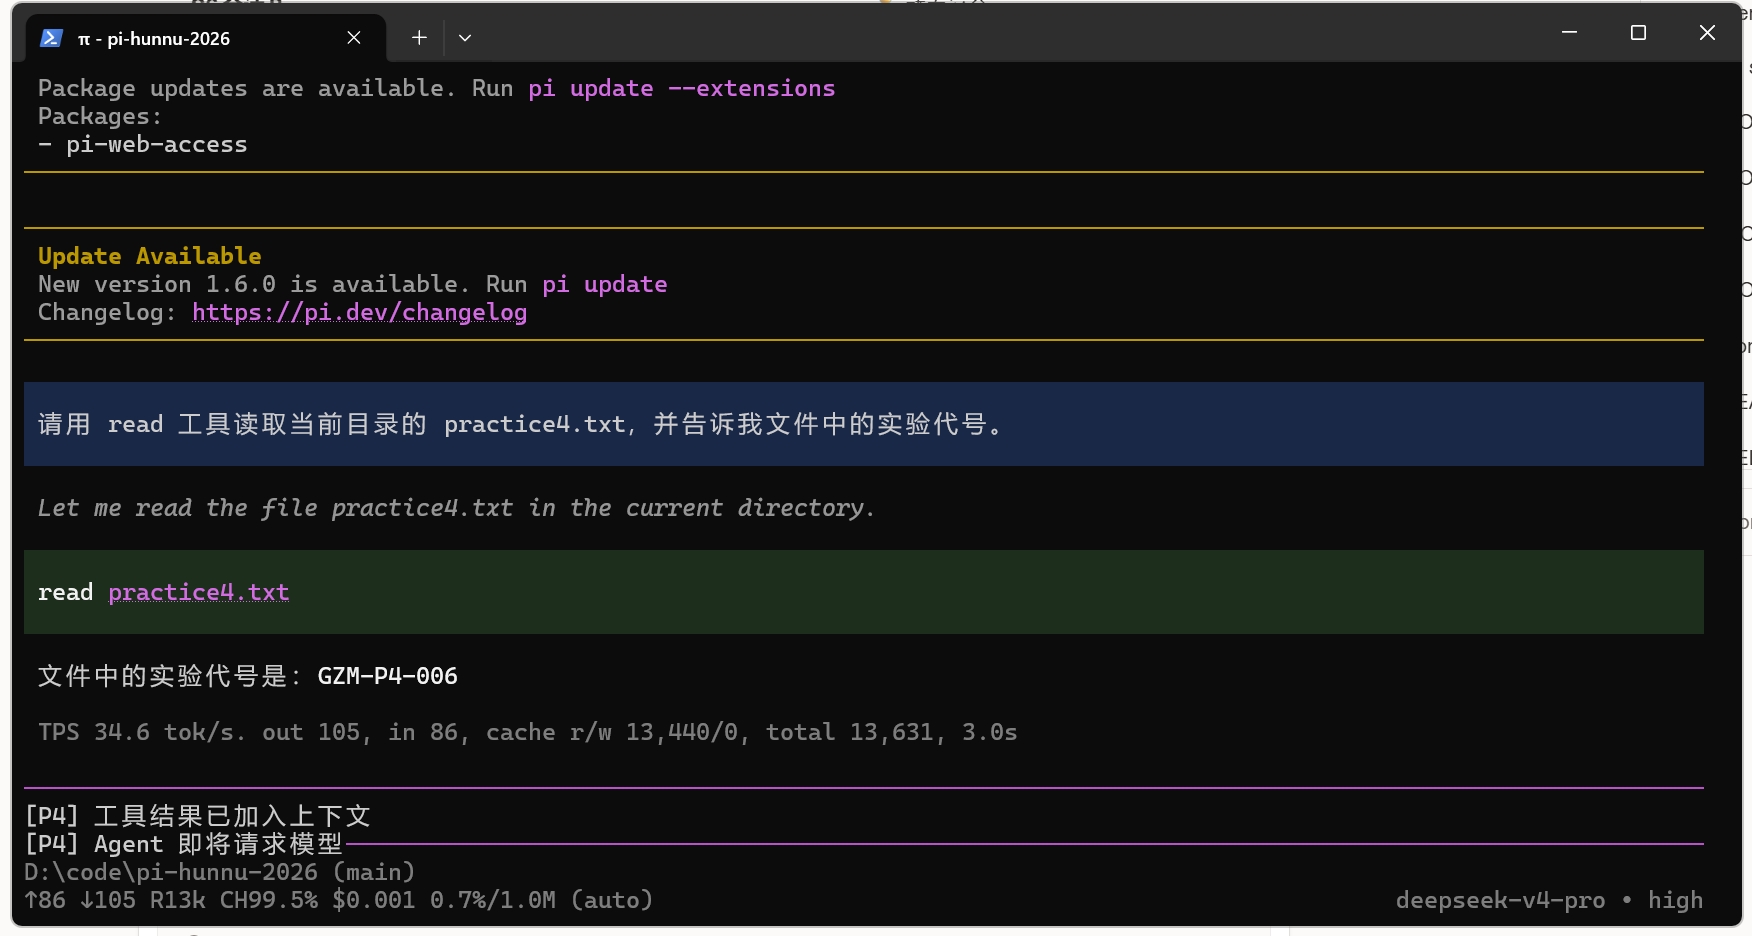 π - pi-hunnu-2026
Package updates are available. Run pi update --extensions
Packages:
- pi-web-access
Update Available
New version 1.6.0 is available. Run pi update
Changelog: https://pi.dev/changelog
请用 read 工具读取当前目录的 practice4.txt，并告诉我文件中的实验代号。
Let me read the file practice4.txt in the current directory.
read practice4.txt
文件中的实验代号是：GZM-P4-006
TPS 34.6 tok/s. out 105, in 86, cache r/w 13,440/0, total 13,631, 3.0s
[P4] 工具结果已加入上下文
[P4] Agent 即将请求模型
D:\code\pi-hunnu-2026 (main)
↑86 ↓105 R13k CH99.5% $0.001 0.7%/1.0M (auto)
deepseek-v4-pro • high